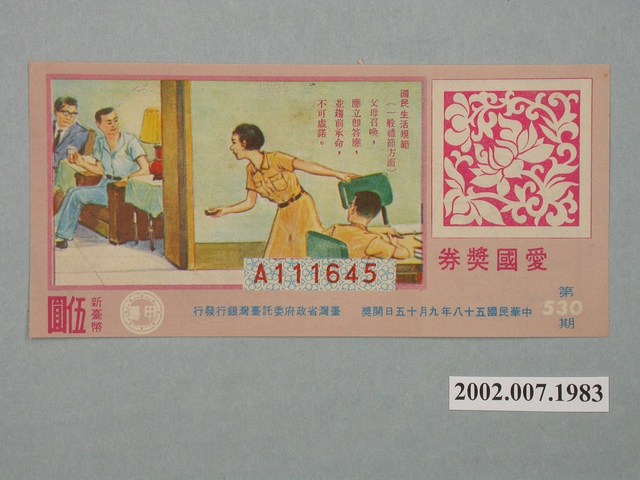 國民生活規範
（一般禮節方面）
父母召喚，
應立即答應，
並趨前承命，
不可虛諾。
A111645
券獎國愛
第
530
期
圓伍
新臺幣
行發行銀灣臺託委府政省灣臺
獎開日五十月九年八十五國民華中
2002.007.1983